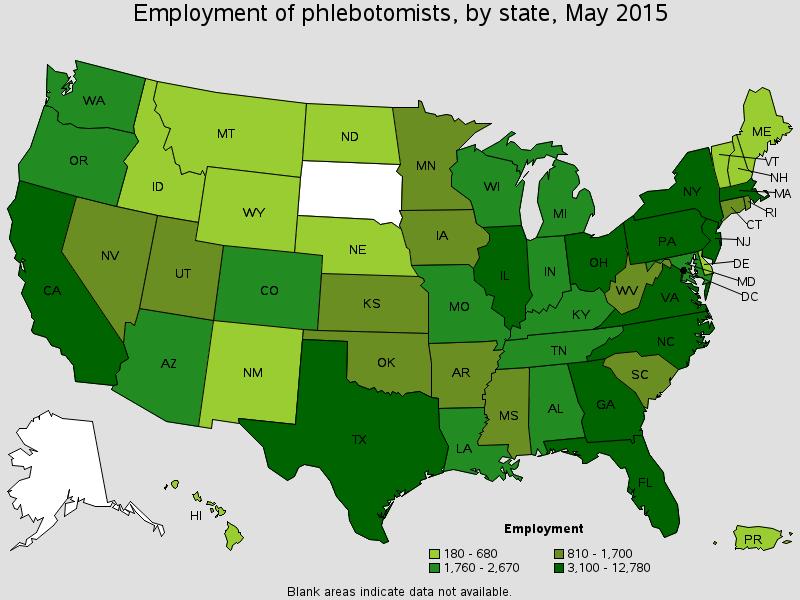 Employment of phlebotomists, by state, May 2015
WA
OR
MT
ID
WY
ND
MN
WI
MI
NY
ME
VT
NH
MA
RI
CT
NJ
DE
MD
DC
PA
NV
UT
CO
NE
IA
IL
IN
OH
WV
VA
CA
AZ
NM
KS
MO
KY
NC
TN
SC
OK
AR
TX
LA
MS
AL
GA
FL
HI
PR
Employment
180 - 680
810 - 1,700
1,760 - 2,670
3,100 - 12,780
Blank areas indicate data not available.